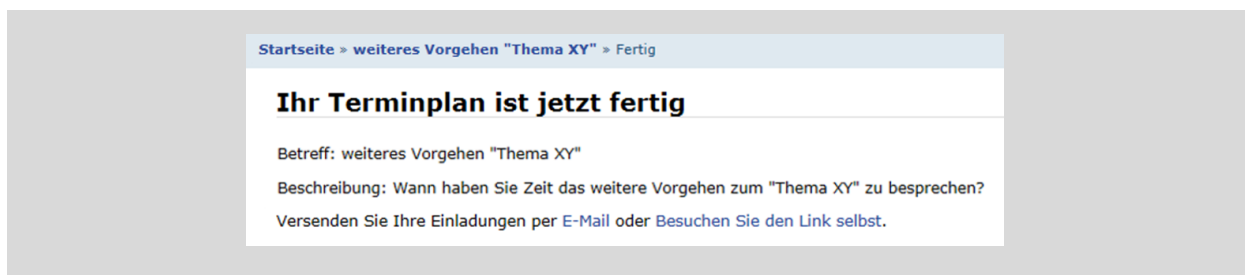 Startseite » weiteres Vorgehen "Thema XY" » Fertig
Ihr Terminplan ist jetzt fertig
Betreff: weiteres Vorgehen "Thema XY"
Beschreibung: Wann haben Sie Zeit das weitere Vorgehen zum "Thema XY" zu besprechen?
Versenden Sie Ihre Einladungen per E-Mail oder Besuchen Sie den Link selbst.